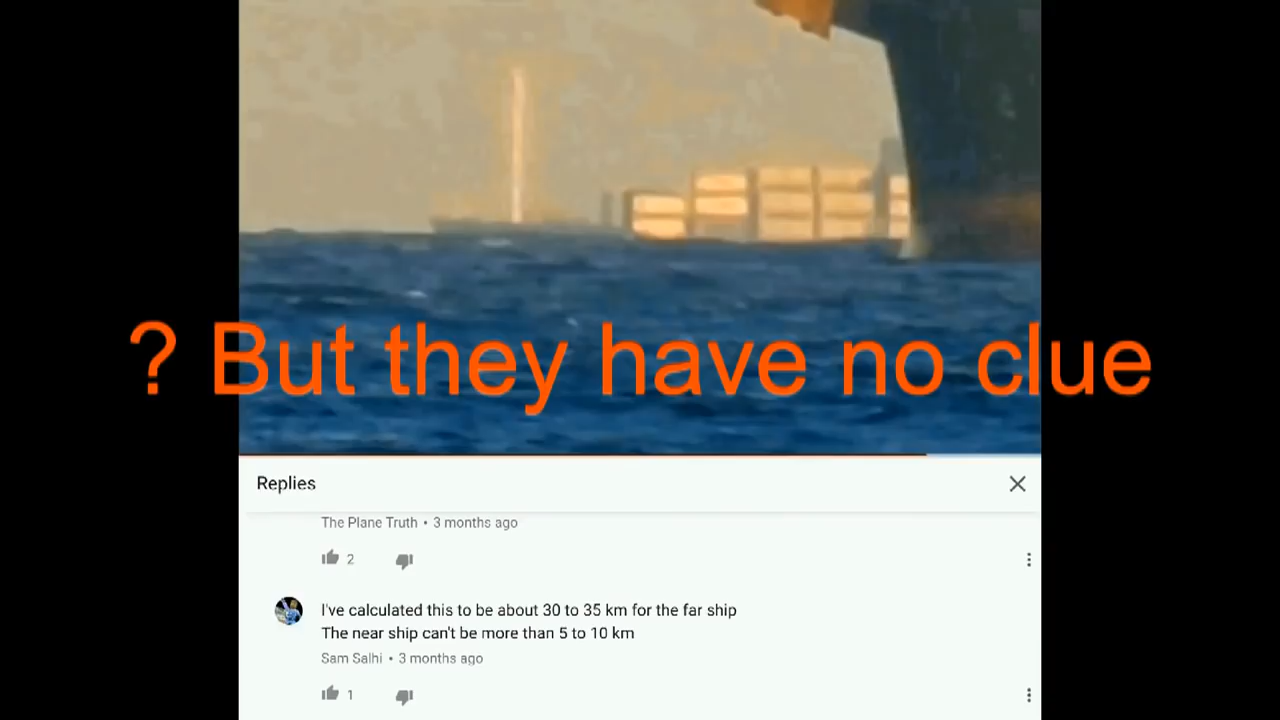 ? But they have no clue
Replies
The Plane Truth • 3 months ago
2
I've calculated this to be about 30 to 35 km for the far ship
The near ship can't be more than 5 to 10 km
Sam Salhi • 3 months ago
1